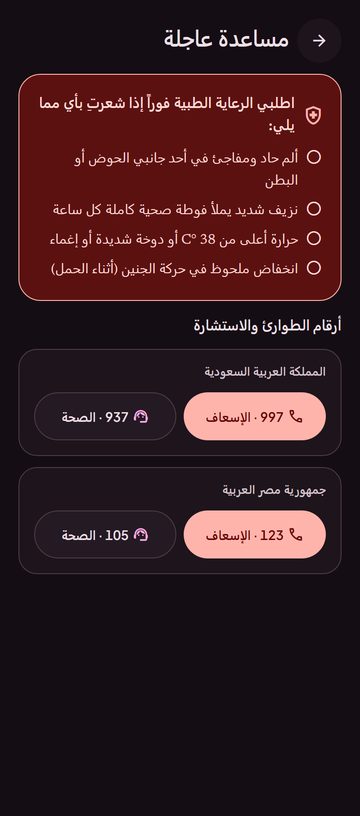 مساعدة عاجلة
اطلبي الرعاية الطبية فوراً إذا شعرتِ بأي مما
يلي:
ألم حاد ومفاجئ في أحد جانبي الحوض أو
البطن
نزيف شديد يملأ فوطة صحية كاملة كل ساعة
حرارة أعلى من 38 °C أو دوخة شديدة أو إغماء
انخفاض ملحوظ في حركة الجنين (أثناء الحمل)
أرقام الطوارئ والاستشارة
المملكة العربية السعودية
997 · الإسعاف
937 · الصحة
جمهورية مصر العربية
123 · الإسعاف
105 · الصحة